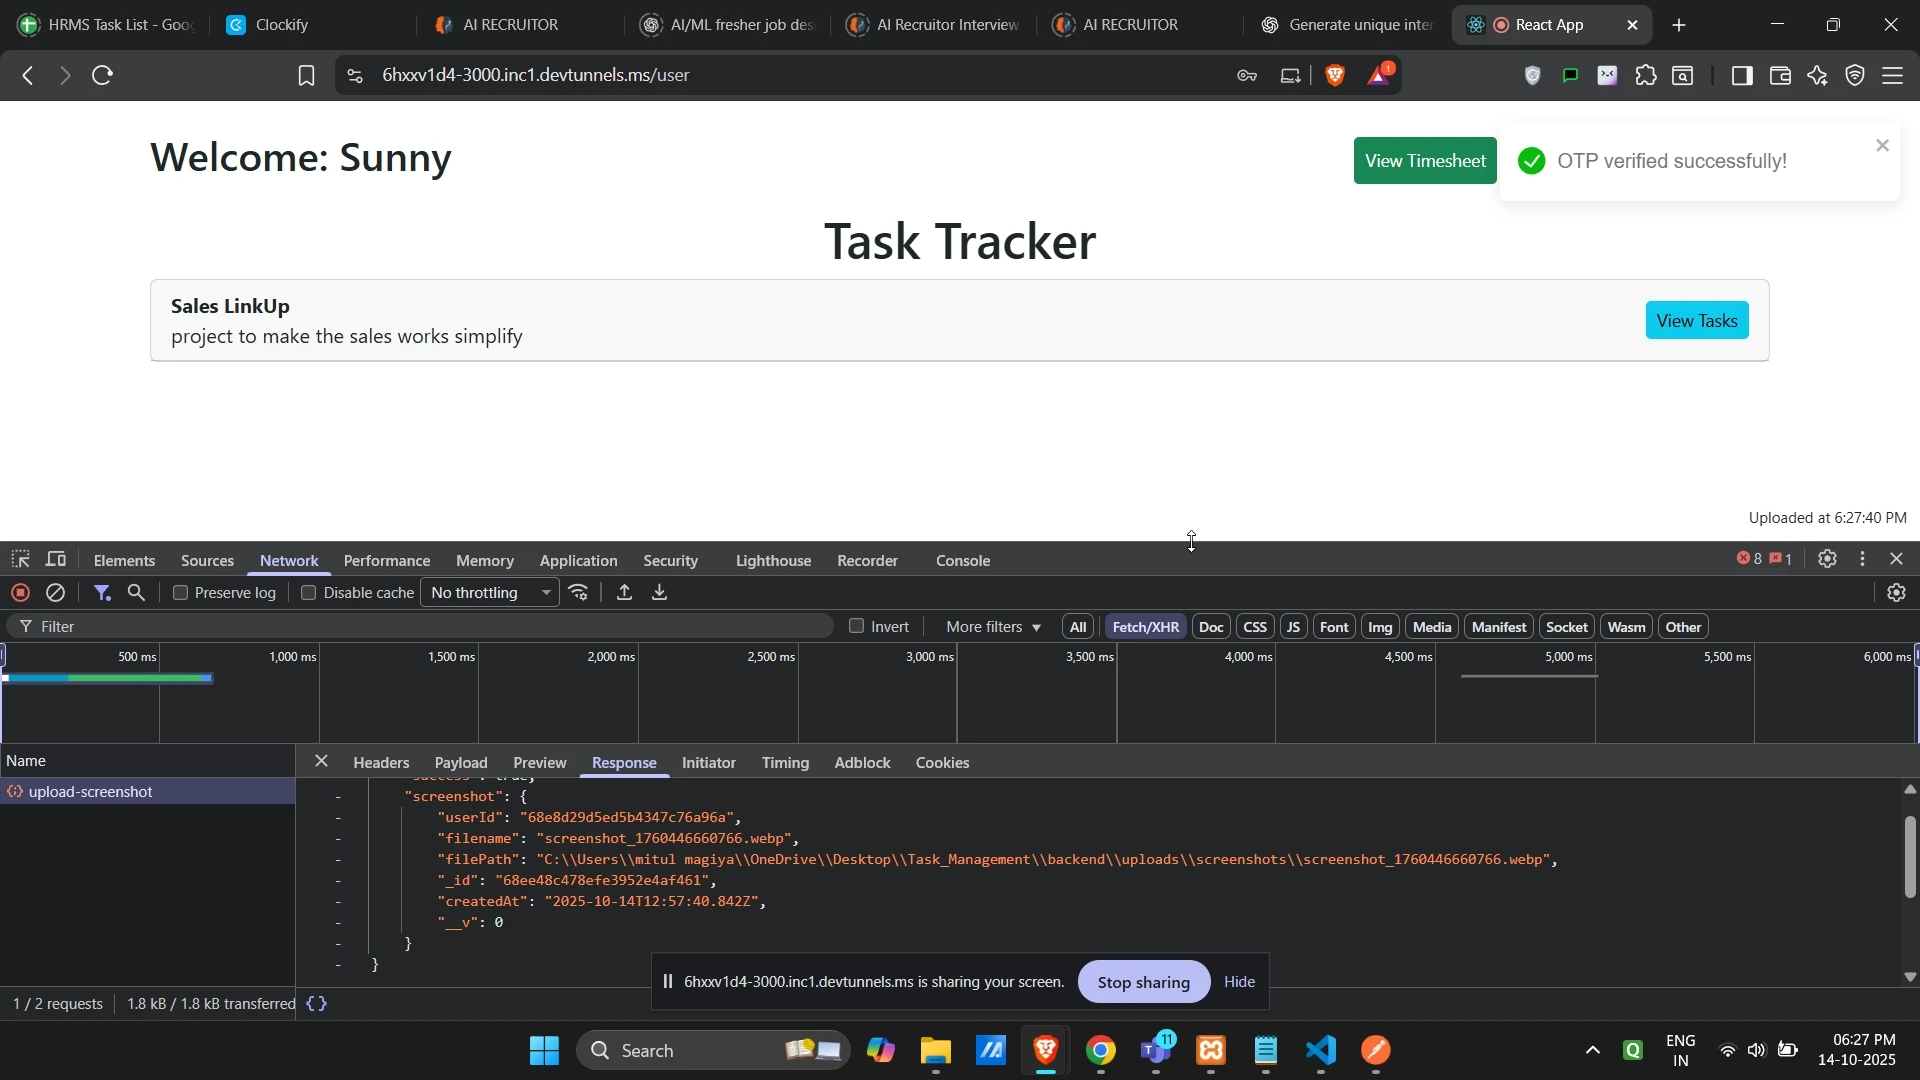 HRMS Task List - Goo
Clockify
AI RECRUITOR
AI/ML fresher job des
AI Recruitor Interview
AI RECRUITOR
Generate unique inter
React App
6hxxv1d4-3000.inc1.devtunnels.ms/user
1
Welcome: Sunny
View Timesheet
OTP verified successfully!
Task Tracker
Sales LinkUp
project to make the sales works simplify
View Tasks
Uploaded at 6:27:40 PM
Elements Sources Network Performance Memory Application Security Lighthouse Recorder Console 8 1
Preserve log Disable cache No throttling
Filter Invert More filters All Fetch/XHR Doc CSS JS Font Img Media Manifest Socket Wasm Other
500 ms 1,000 ms 1,500 ms 2,000 ms 2,500 ms 3,000 ms 3,500 ms 4,000 ms 4,500 ms 5,000 ms 5,500 ms 6,000 ms
Name
Headers Payload Preview Response Initiator Timing Adblock Cookies
upload-screenshot
"success": true,
- "screenshot": {
- "userId": "68e8d29d5ed5b4347c76a96a",
- "filename": "screenshot_1760446660766.webp",
- "filePath": "C:\\Users\\mitul magiya\\OneDrive\\Desktop\\Task_Management\\backend\\uploads\\screenshots\\screenshot_1760446660766.webp",
- "_id": "68ee48c478efe3952e4af461",
- "createdAt": "2025-10-14T12:57:40.842Z",
- "__v": 0
- }
- }
6hxxv1d4-3000.inc1.devtunnels.ms is sharing your screen. Stop sharing Hide
1 / 2 requests 1.8 kB / 1.8 kB transferred {}
Search
11
ENG
IN
06:27 PM
14-10-2025